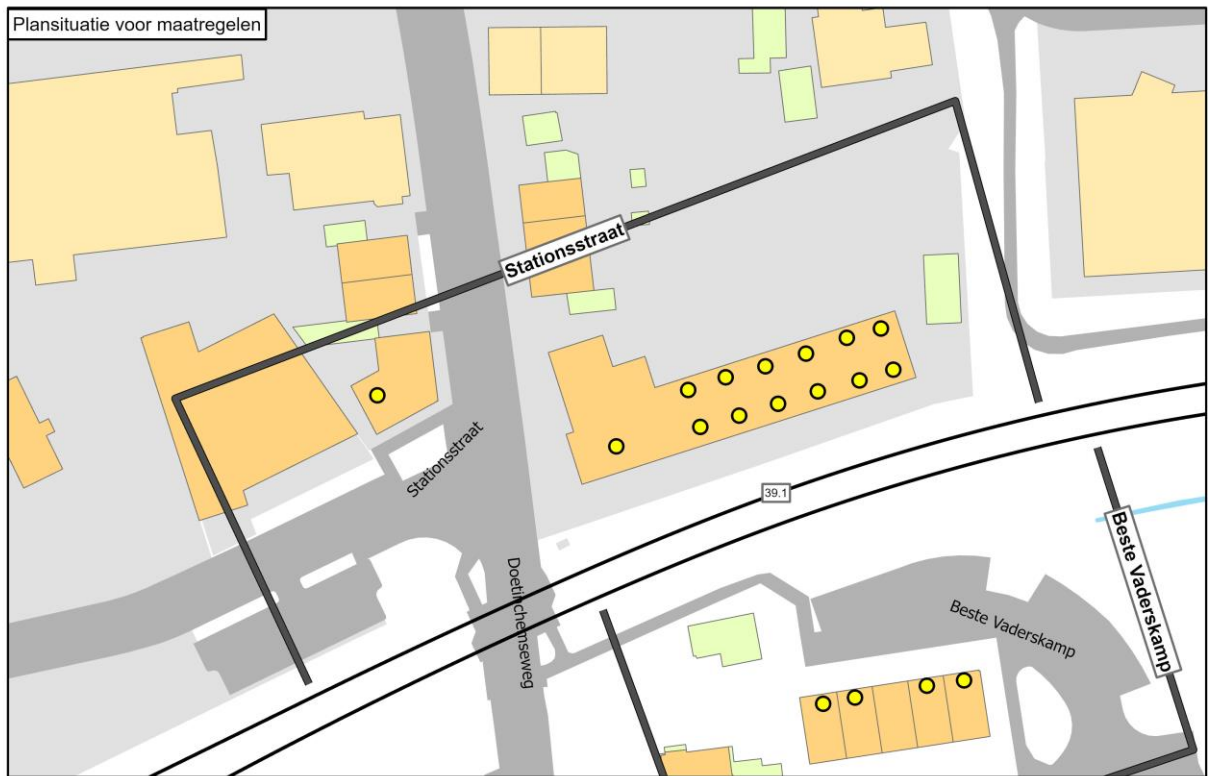 Plansituatie voor maatregelen
Stationsstraat
Stationsstraat
39.1
Doetinchemseweg
Beste Vaderskamp
Beste Vaderskamp